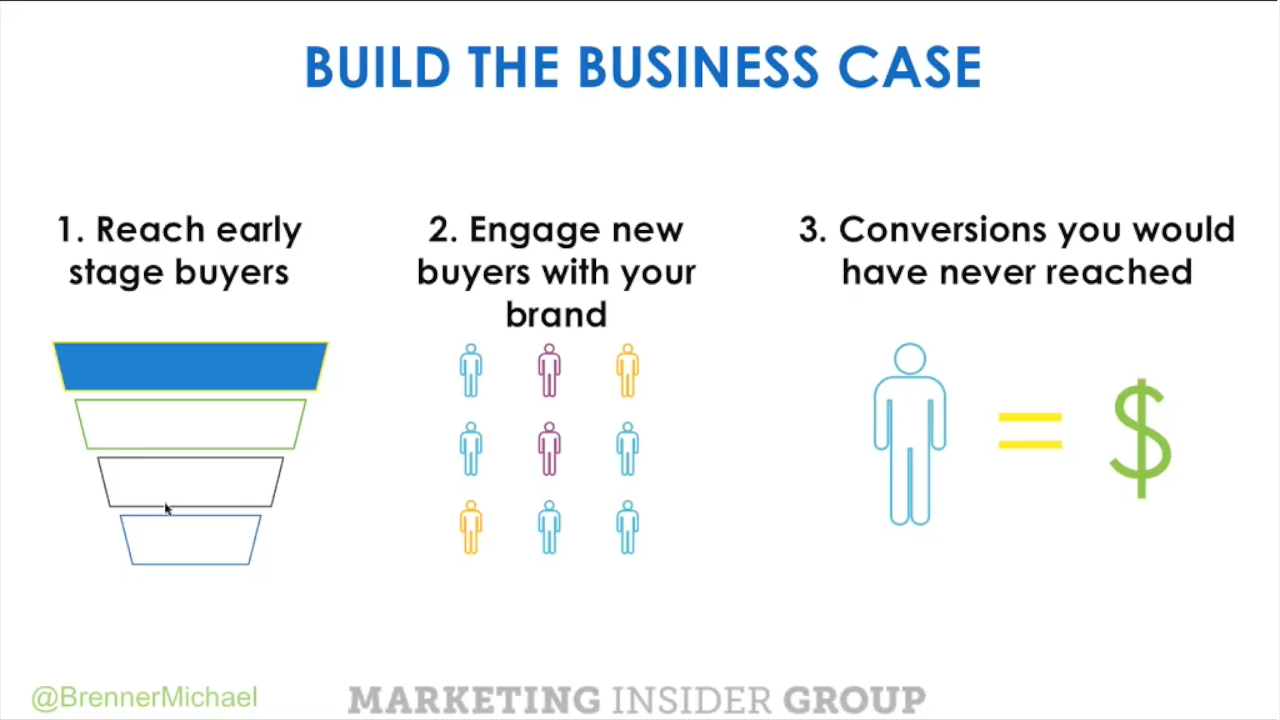 BUILD THE BUSINESS CASE
1. Reach early
stage buyers
2. Engage new
buyers with your
brand
3. Conversions you would
have never reached
$
@BrennerMichael
MARKETING INSIDER GROUP